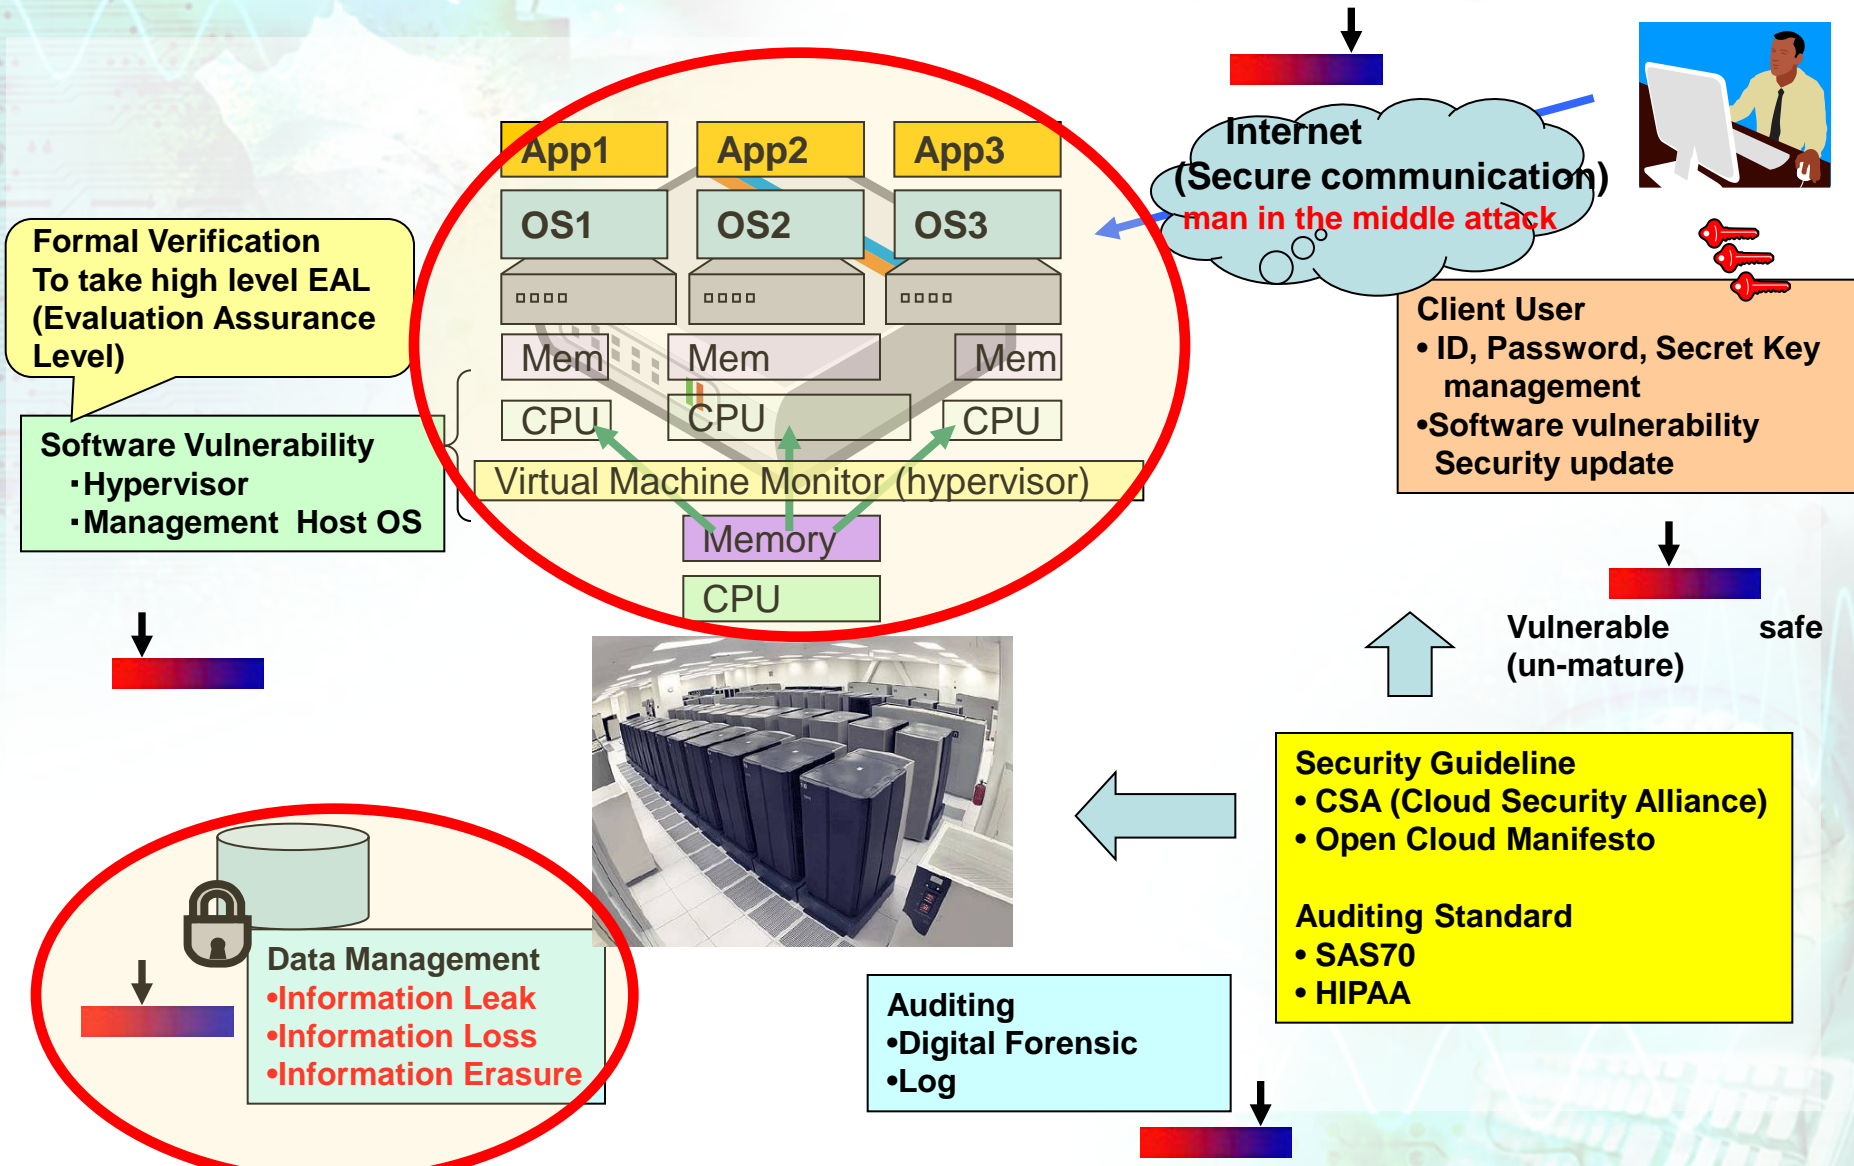 App1
App2
App3
OS1
OS2
OS3
Mem
Mem
Mem
CPU
CPU
CPU
Virtual Machine Monitor (hypervisor)
Memory
CPU
Formal Verification
To take high level EAL
(Evaluation Assurance
Level)
Software Vulnerability
・Hypervisor
・Management Host OS
Internet
(Secure communication)
man in the middle attack
Client User
• ID, Password, Secret Key
management
•Software vulnerability
Security update
Vulnerable safe
(un-mature)
Security Guideline
• CSA (Cloud Security Alliance)
• Open Cloud Manifesto
Auditing Standard
• SAS70
• HIPAA
Data Management
•Information Leak
•Information Loss
•Information Erasure
Auditing
•Digital Forensic
•Log